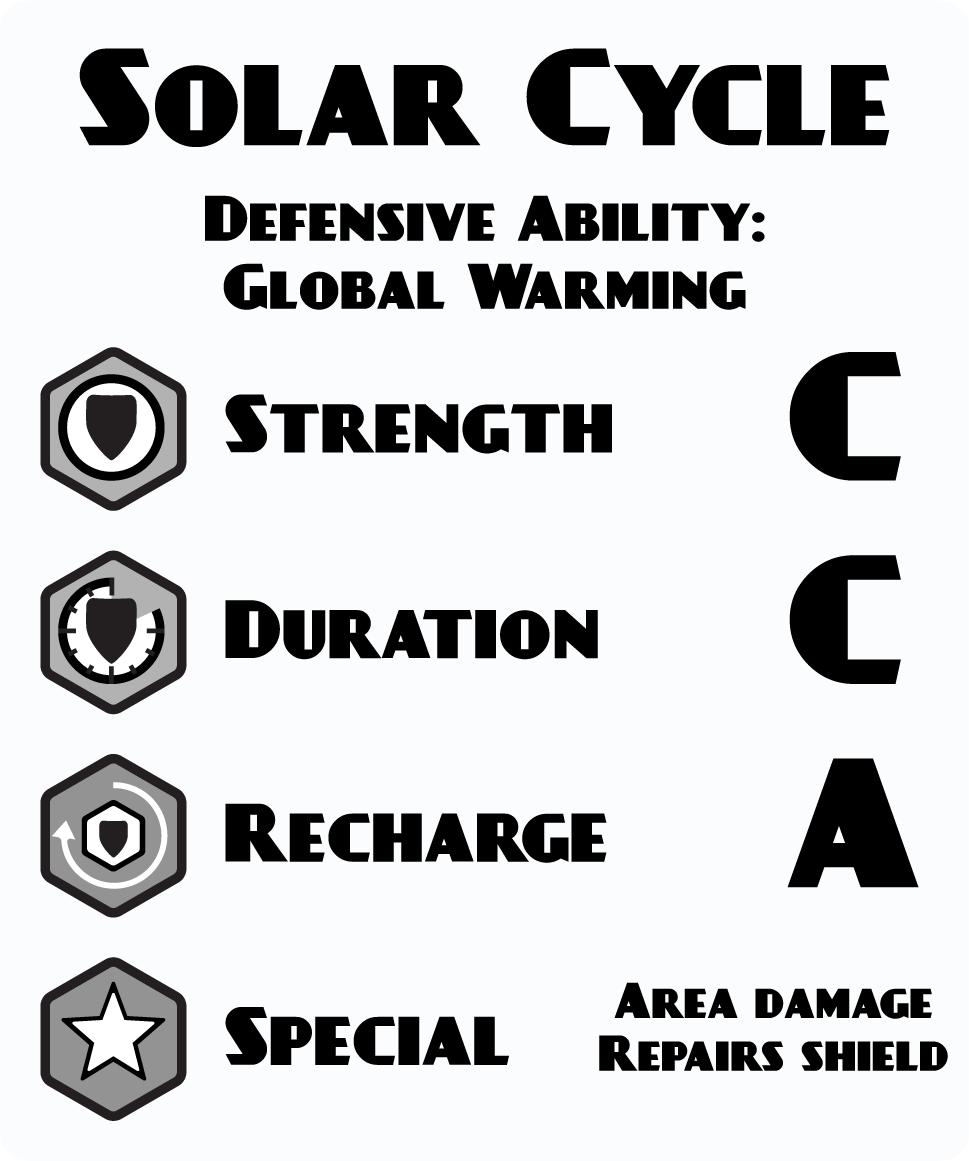 Solar Cycle
Defensive Ability:
Global Warming
Strength C
Duration C
Recharge A
Special
Area damage
Repairs shield